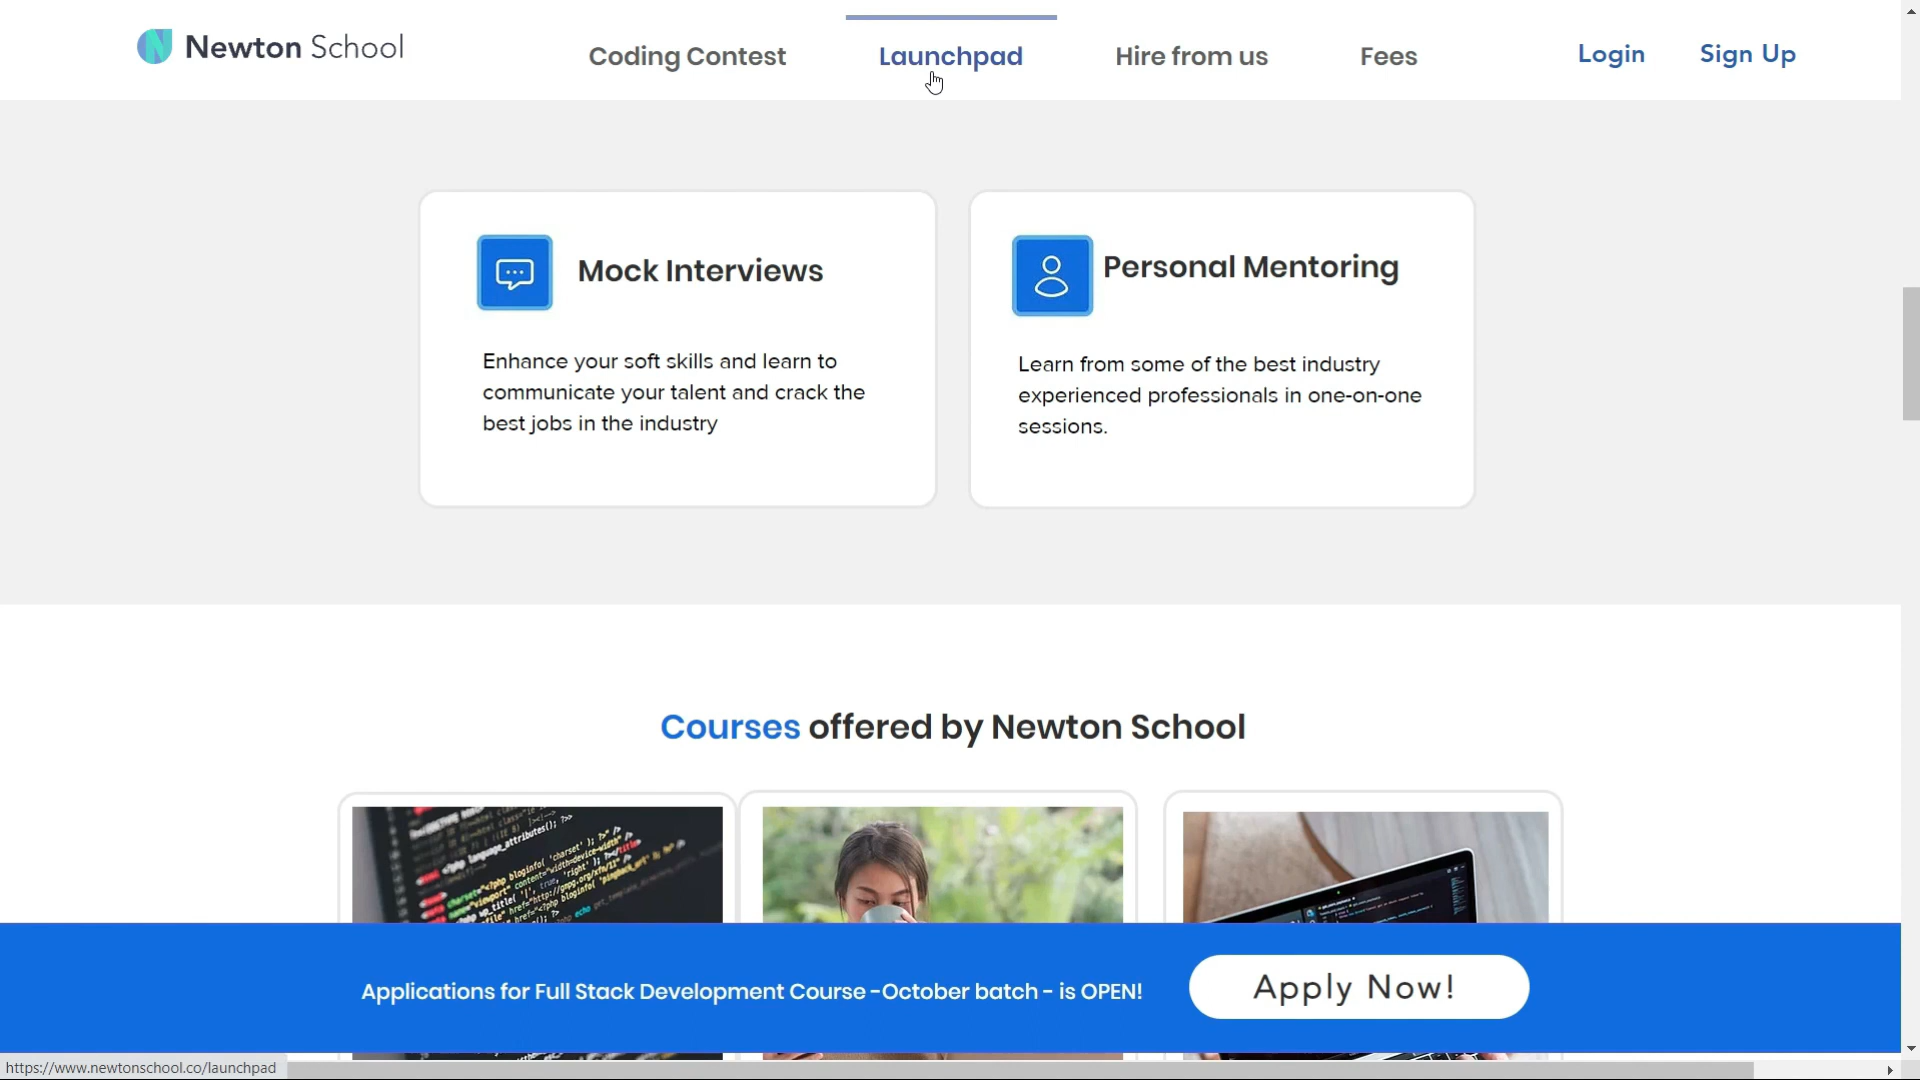 Newton School
Coding Contest
Launchpad
Hire from us
Fees
Login
Sign Up
Mock Interviews
Enhance your soft skills and learn to
communicate your talent and crack the
best jobs in the industry
Personal Mentoring
Learn from some of the best industry
experienced professionals in one-on-one
sessions.
Courses offered by Newton School
Applications for Full Stack Development Course -October batch - is OPEN!
Apply Now!
https://www.newtonschool.co/launchpad